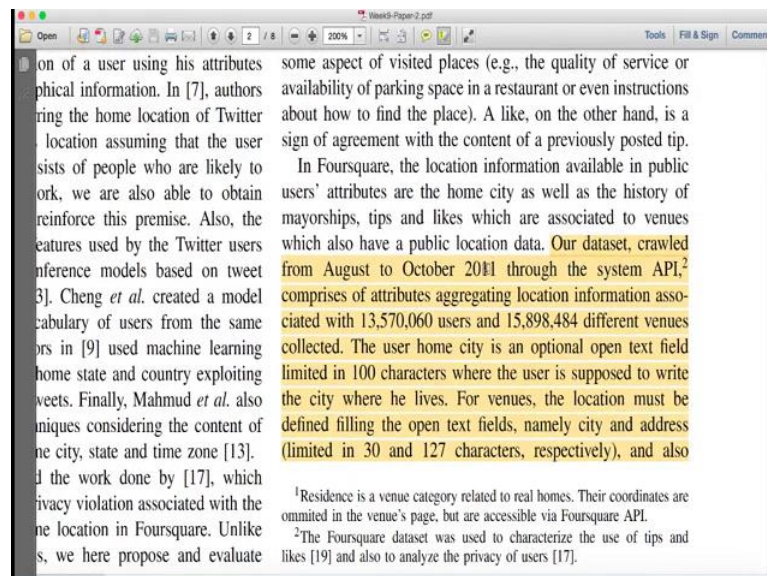 Week9-Paper-2.pdf
Open
2 / 8
200%
Tools Fill & Sign Commen
on of a user using his attributes
phical information. In [7], authors
ring the home location of Twitter
location assuming that the user
sists of people who are likely to
ork, we are also able to obtain
reinforce this premise. Also, the
eatures used by the Twitter users
nference models based on tweet
3]. Cheng et al. created a model
cabulary of users from the same
ors in [9] used machine learning
home state and country exploiting
weets. Finally, Mahmud et al. also
niques considering the content of
ne city, state and time zone [13].
d the work done by [17], which
rivacy violation associated with the
ne location in Foursquare. Unlike
s, we here propose and evaluate
some aspect of visited places (e.g., the quality of service or
availability of parking space in a restaurant or even instructions
about how to find the place). A like, on the other hand, is a
sign of agreement with the content of a previously posted tip.
In Foursquare, the location information available in public
users' attributes are the home city as well as the history of
mayorships, tips and likes which are associated to venues
which also have a public location data. Our dataset, crawled
from August to October 2011 through the system API,2
comprises of attributes aggregating location information asso-
ciated with 13,570,060 users and 15,898,484 different venues
collected. The user home city is an optional open text field
limited in 100 characters where the user is supposed to write
the city where he lives. For venues, the location must be
defined filling the open text fields, namely city and address
(limited in 30 and 127 characters, respectively), and also
1Residence is a venue category related to real homes. Their coordinates are
ommited in the venue's page, but are accessible via Foursquare API.
2The Foursquare dataset was used to characterize the use of tips and
likes [19] and also to analyze the privacy of users [17].